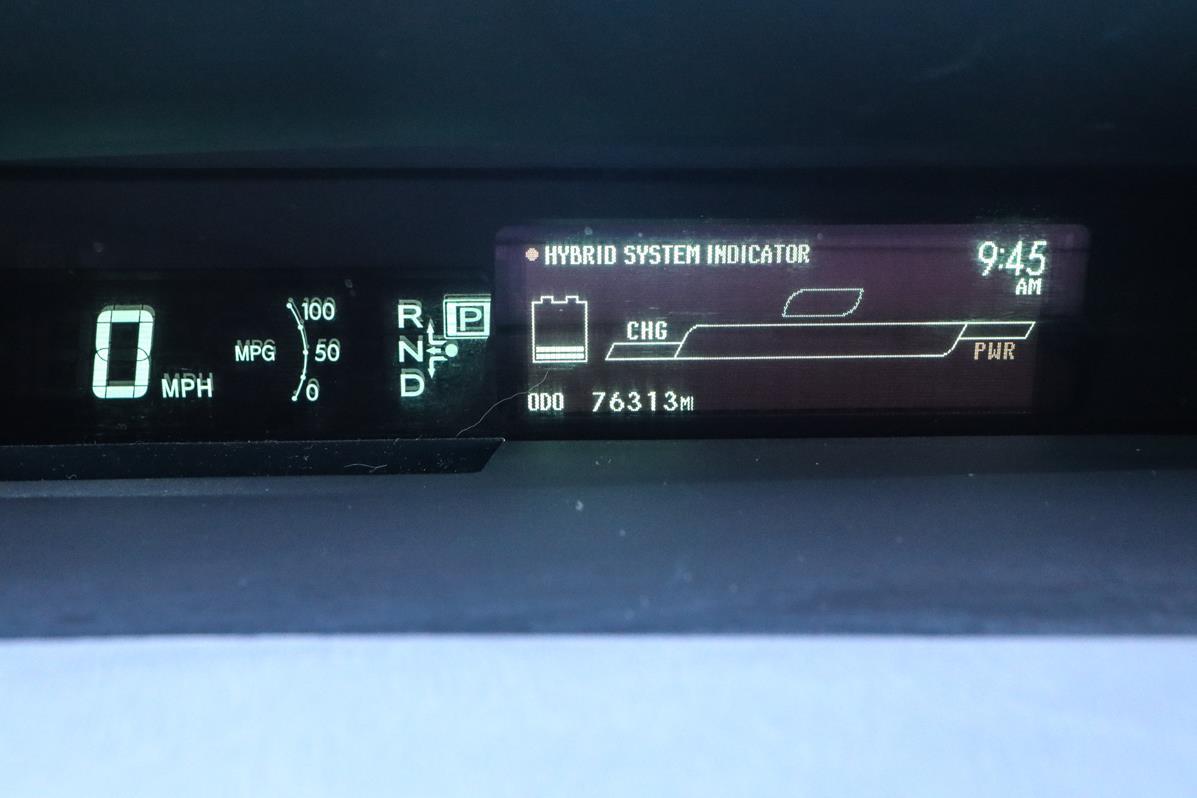 HYBRID SYSTEM INDICATOR 9:45 AM
0 MPH
MPG 100 50 0
R P
N
D
CHG
PWR
ODO 76313MI